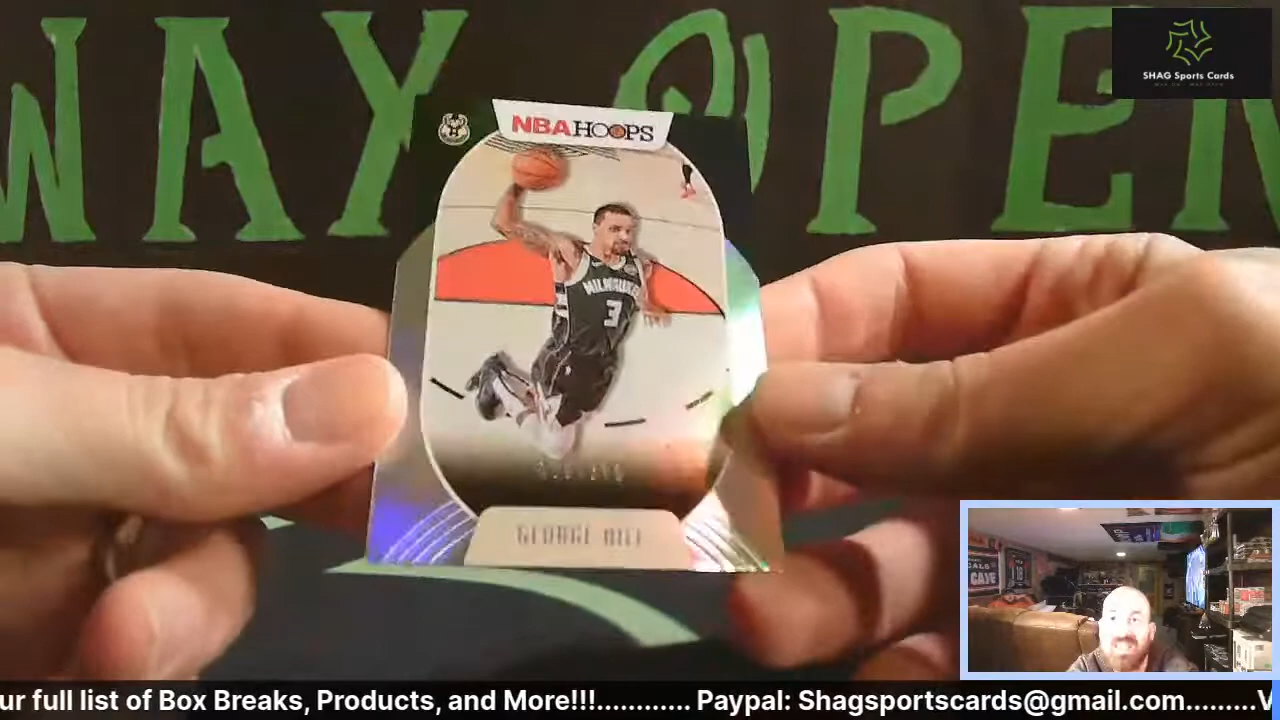 WAY OPEN
SHAG Sports Cards
NBA HOOPS
MILWAUKEE
3
GEORGE HILL
ur full list of Box Breaks, Products, and More!!!............ Paypal: Shagsportscards@gmail.com.........V